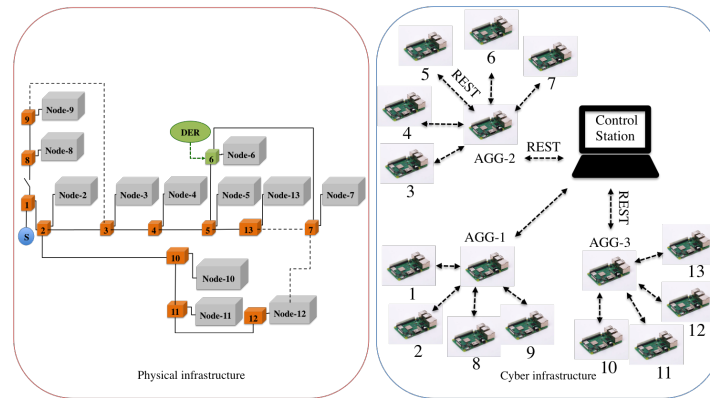 Node-9
9
DER
Node-8
8
6
Node-6
Node-2
Node-3
Node-4
Node-5
Node-13
Node-7
1
S
2
3
4
5
13
7
10
Node-10
11
Node-11
12
Node-12
Physical infrastructure
5
6
7
REST
4
AGG-2
REST
Control
Station
3
REST
AGG-1
AGG-3
1
13
2
8
9
10
11
12
Cyber infrastructure